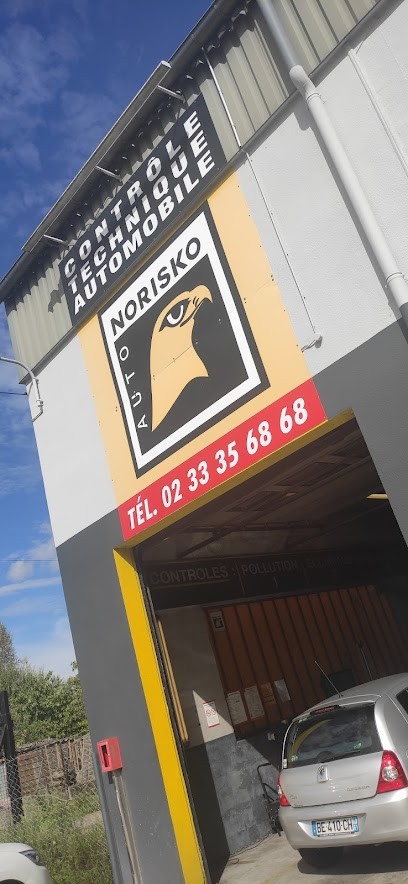 CONTRÔLE
TECHNIQUE
AUTOMOBILE
AUTO NORISKO
TÉL. 02 33 35 68 68
CONTROLES : POLLUTION
BE-410-CH